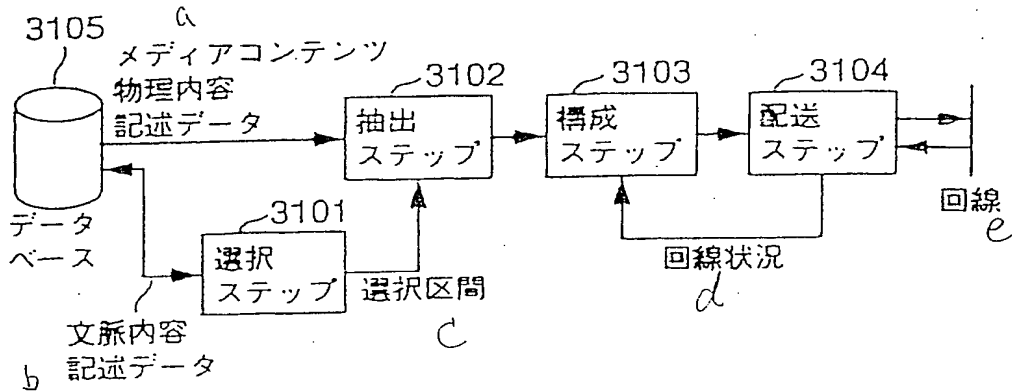 3105
a
メディアコンテンツ
物理内容
記述データ
データ
ベース
3102
抽出
ステップ
3103
構成
ステップ
3104
配送
ステップ
回線
e
3101
選択
ステップ
選択区間
c
回線状況
d
文脈内容
記述データ
b